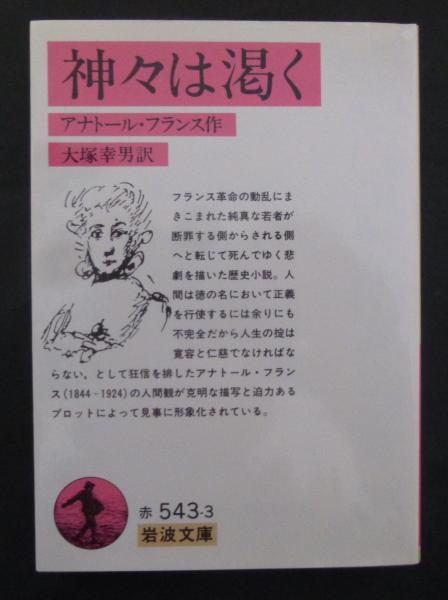 神々は渇く
アナトール・フランス作
大塚幸男訳
フランス革命の動乱にま
きこまれた純真な若者が
断罪する側からされる側
へと転じて死んでゆく悲
劇を描いた歴史小説。人
間は徳の名において正義
を行使するには余りにも
不完全だから人生の掟は
寛容と仁慈でなければな
らない,として狂信を排したアナトール・フラン
ス(1844-1924)の人間観が克明な描写と迫力ある
プロットによって見事に形象化されている。
赤 543-3
岩波文庫